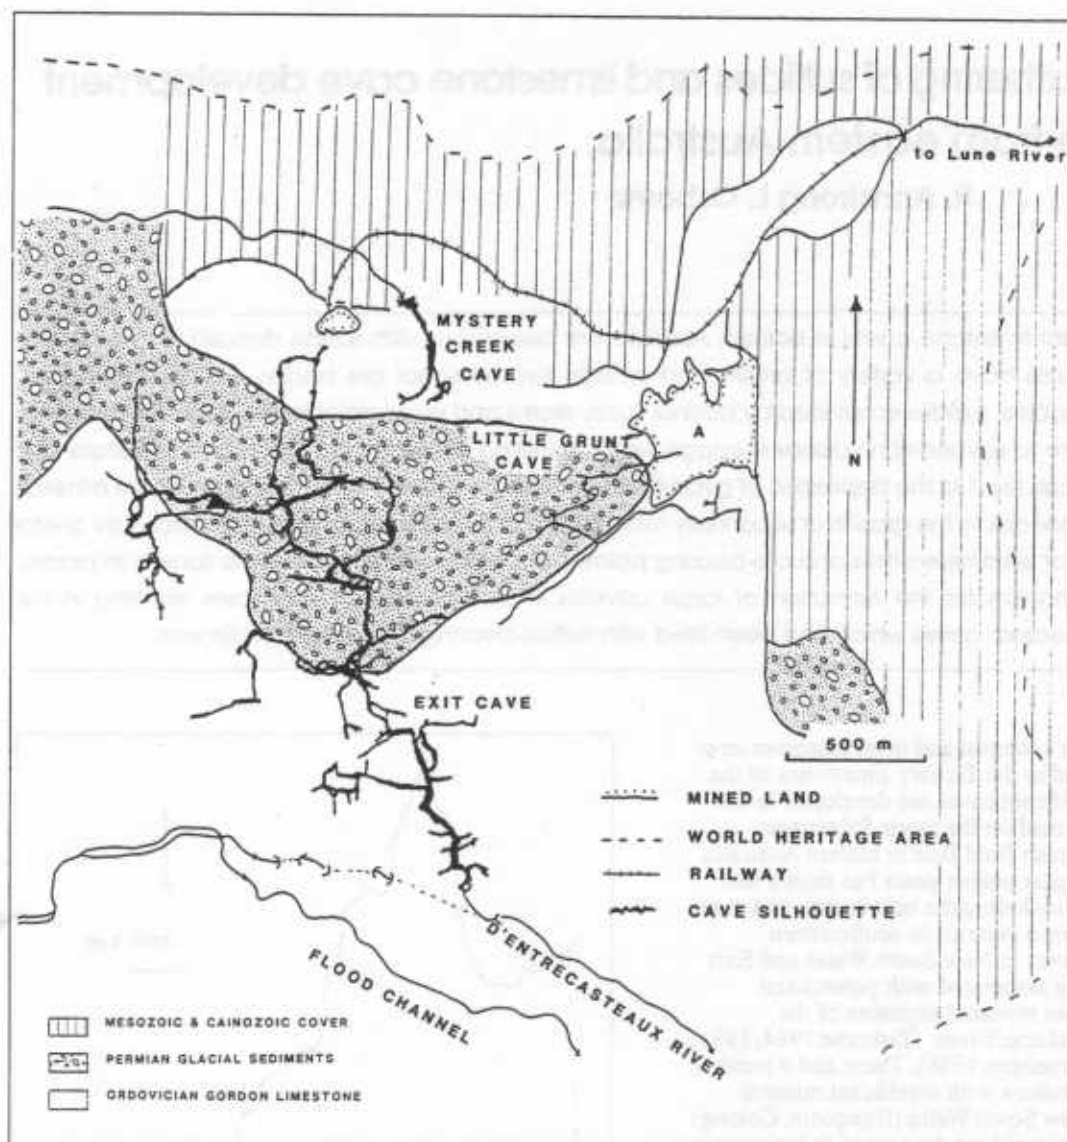 to Lune River
MYSTERY
CREEK
CAVE
LITTLE GRUNT
CAVE
A
N
EXIT CAVE
500 m
MINED LAND
WORLD HERITAGE AREA
RAILWAY
CAVE SILHOUETTE
D'ENTRECASTEAUX RIVER
FLOOD CHANNEL
MESOZOIC & CAINOZOIC COVER
PERMIAN GLACIAL SEDIMENTS
ORDOVICIAN GORDON LIMESTONE